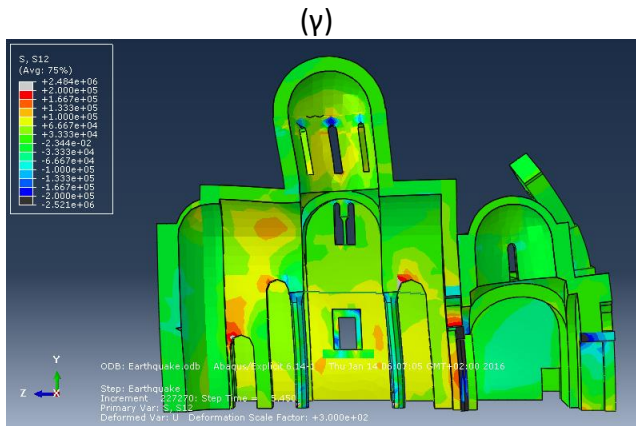 (γ)
S, S12
(Avg: 75%)
+2.484e+06
+2.000e+05
+1.667e+05
+1.333e+05
+1.000e+05
+6.667e+04
+3.333e+04
-2.344e-02
-3.333e+04
-6.667e+04
-1.000e+05
-1.333e+05
-1.667e+05
-2.000e+05
-2.521e+06
Y
Z
X
ODB: Earthquake.odb Abaqus/Explicit 6.14-1 Thu Jan 14 06:07:05 GMT+02:00 2016
Step: Earthquake
Increment 227270: Step Time = 5.450
Primary Var: S, S12
Deformed Var: U Deformation Scale Factor: +3.000e+02